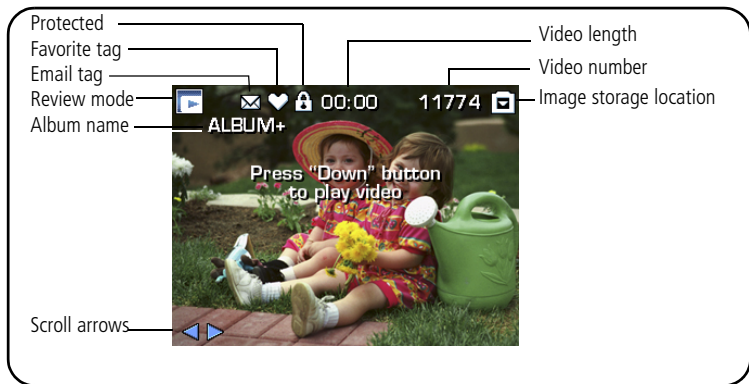 Protected
Favorite tag
Email tag
Review mode
Album name
Video length
Video number
Image storage location
00:00
11774
ALBUM+
Press “Down” button
to play video
Scroll arrows